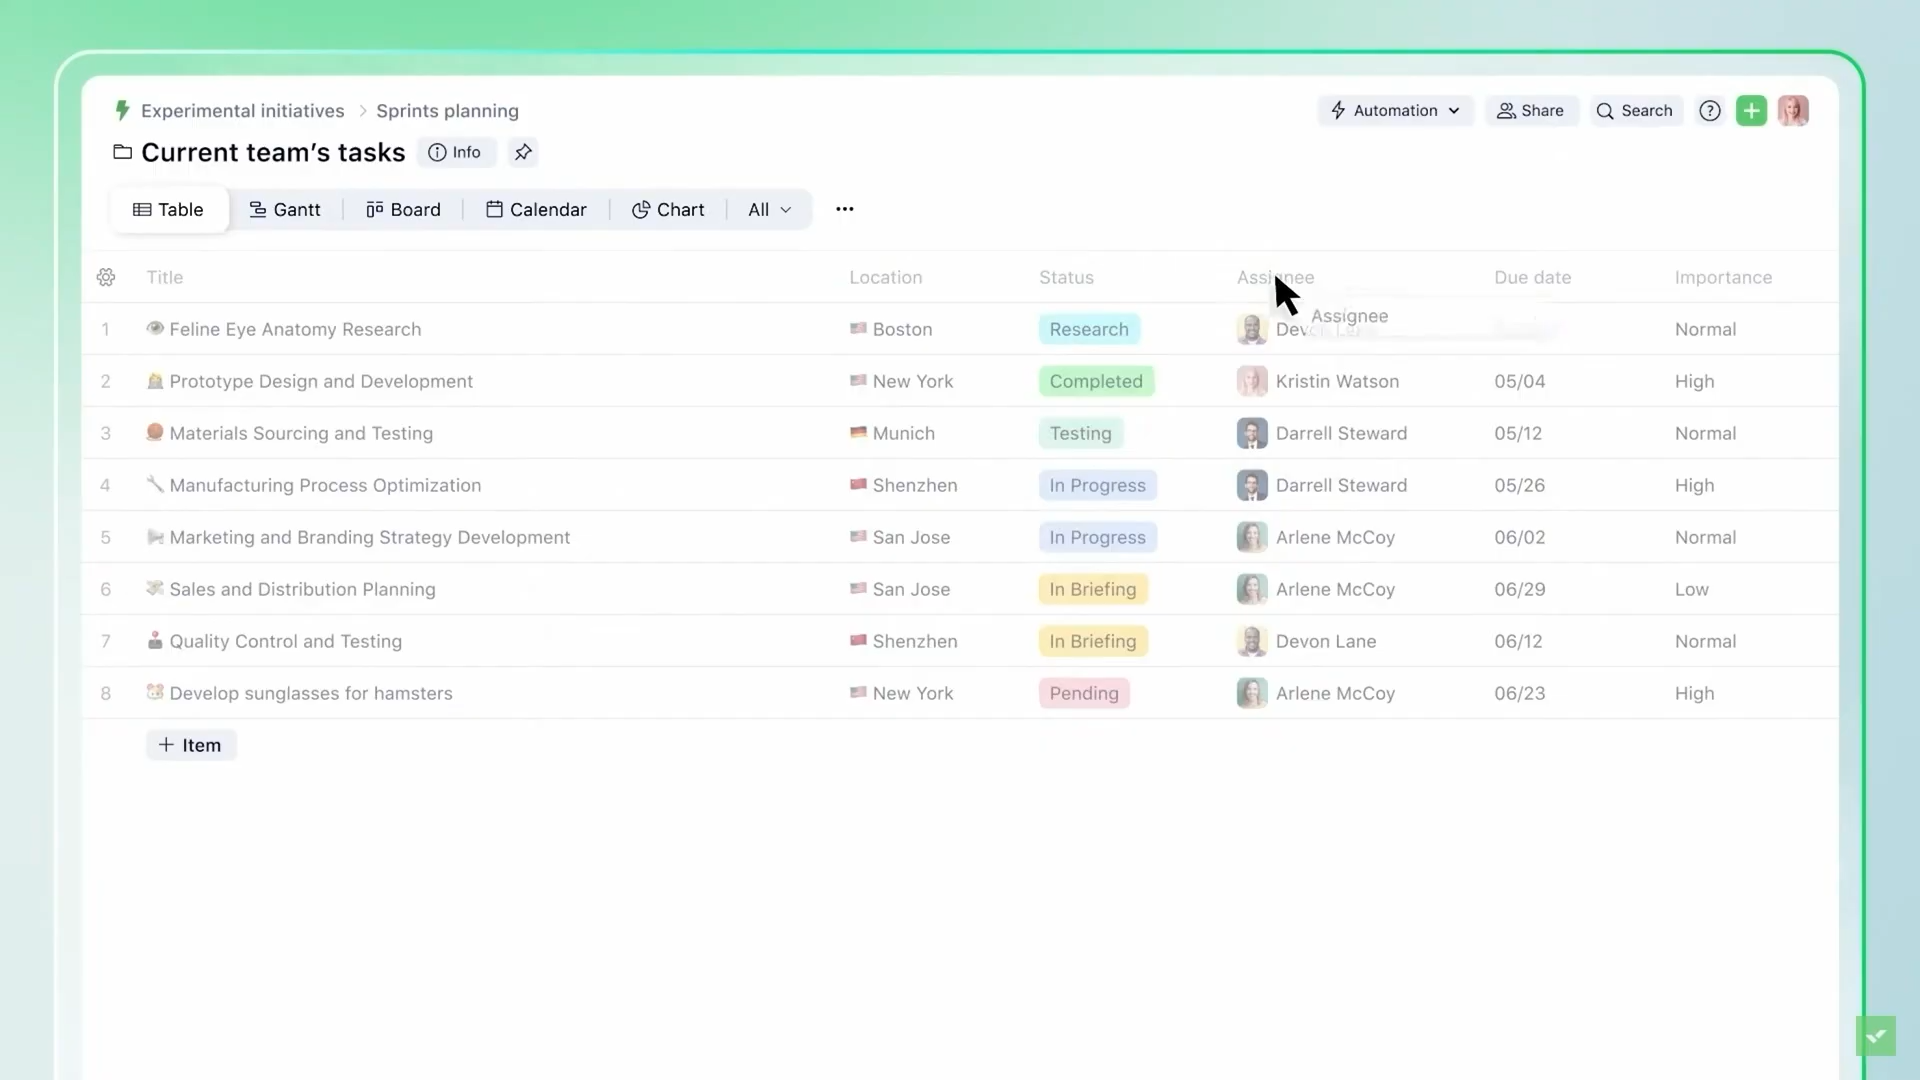 Experimental initiatives > Sprints planning
Automation Share Search
Current team's tasks Info
Table Gantt Board Calendar Chart All
Title Location Status Assignee Due date Importance
Assignee
1 Feline Eye Anatomy Research Boston Research Normal
2 Prototype Design and Development New York Completed Kristin Watson 05/04 High
3 Materials Sourcing and Testing Munich Testing Darrell Steward 05/12 Normal
4 Manufacturing Process Optimization Shenzhen In Progress Darrell Steward 05/26 High
5 Marketing and Branding Strategy Development San Jose In Progress Arlene McCoy 06/02 Normal
6 Sales and Distribution Planning San Jose In Briefing Arlene McCoy 06/29 Low
7 Quality Control and Testing Shenzhen In Briefing Devon Lane 06/12 Normal
8 Develop sunglasses for hamsters New York Pending Arlene McCoy 06/23 High
+ Item